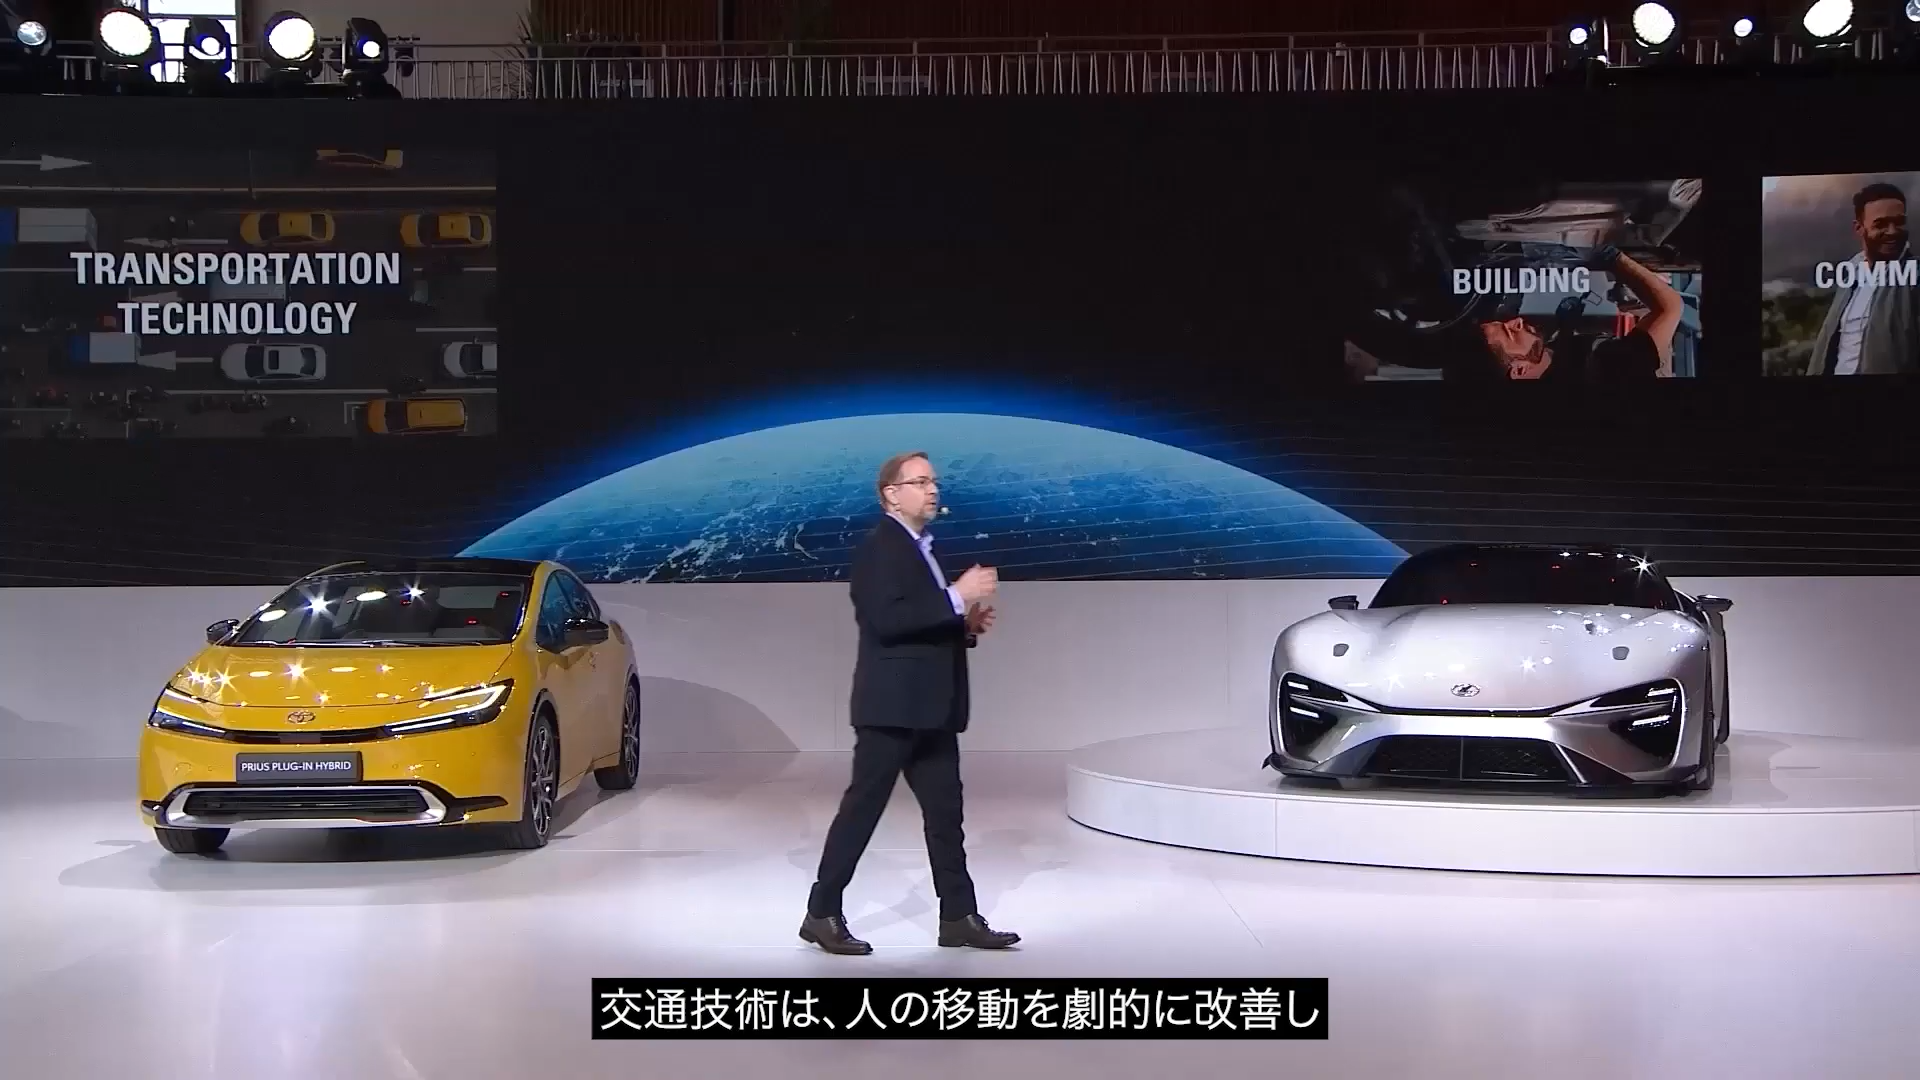 TRANSPORTATION
TECHNOLOGY
BUILDING
COMM
PRIUS PLUG-IN HYBRID
交通技術は、人の移動を劇的に改善し